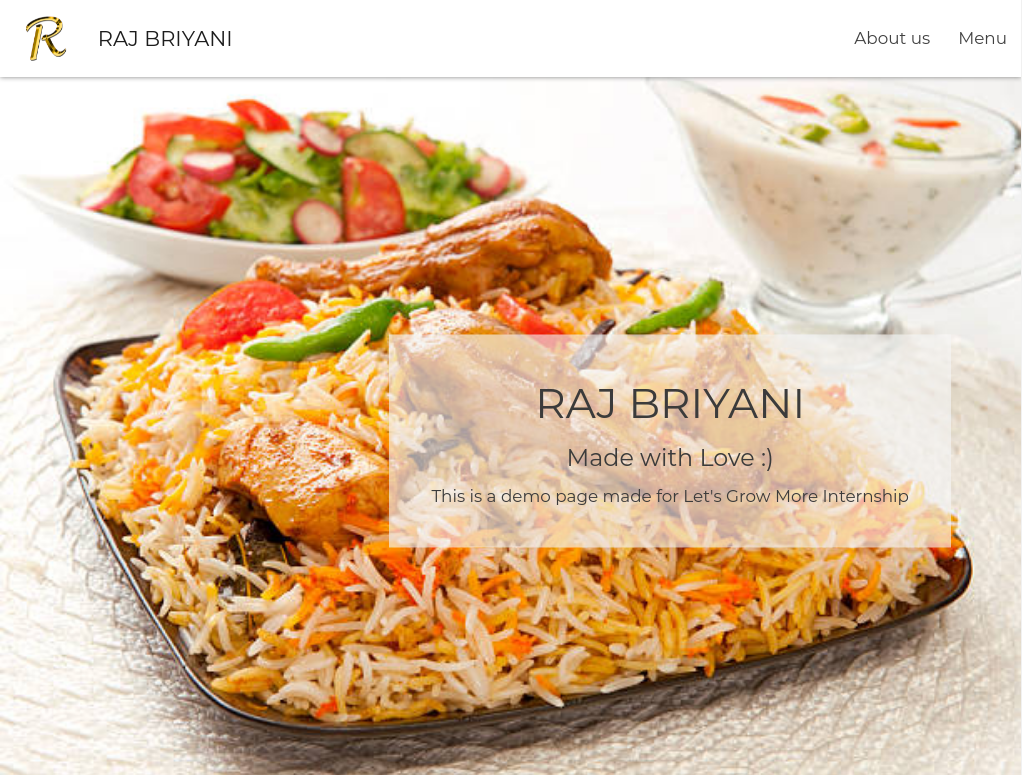 R
RAJ BRIYANI
About us
Menu
RAJ BRIYANI
Made with Love :)
This is a demo page made for Let's Grow More Internship